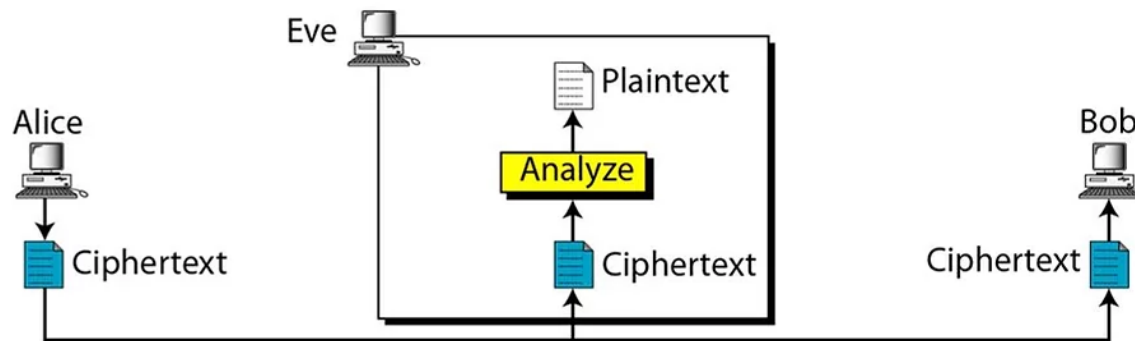 Eve
Plaintext
Alice
Bob
Analyze
Ciphertext
Ciphertext
Ciphertext